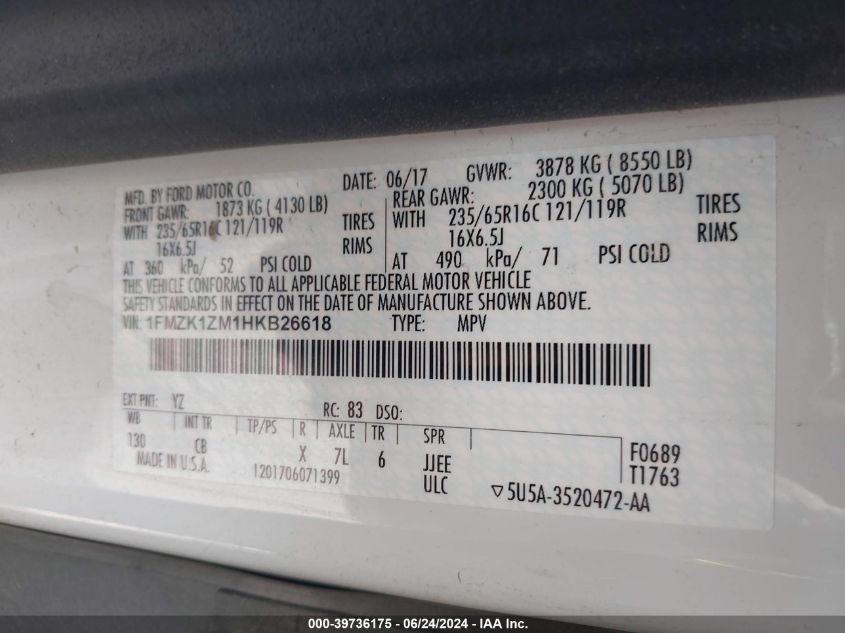 MFD. BY FORD MOTOR CO. DATE: 06/17 GVWR: 3878 KG ( 8550 LB)
FRONT GAWR: 1873 KG ( 4130 LB) REAR GAWR: 2300 KG ( 5070 LB)
WITH 235/65R16C 121/119R TIRES WITH 235/65R16C 121/119R TIRES
16X6.5J RIMS 16X6.5J RIMS
AT 360 kPa/ 52 PSI COLD AT 490 kPa/ 71 PSI COLD
THIS VEHICLE CONFORMS TO ALL APPLICABLE FEDERAL MOTOR VEHICLE
SAFETY STANDARDS IN EFFECT ON THE DATE OF MANUFACTURE SHOWN ABOVE.
VIN: 1FMZK1ZM1HKB26618 TYPE: MPV
EXT PNT: YZ RC: 83 DSO:
WB INT TR TP/PS R AXLE TR SPR
130 CB X 7L 6 JJEE F0689
MADE IN U.S.A. 1201706071399 ULC T1763
▽5U5A-3520472-AA
000-39736175 - 06/24/2024 - IAA Inc.